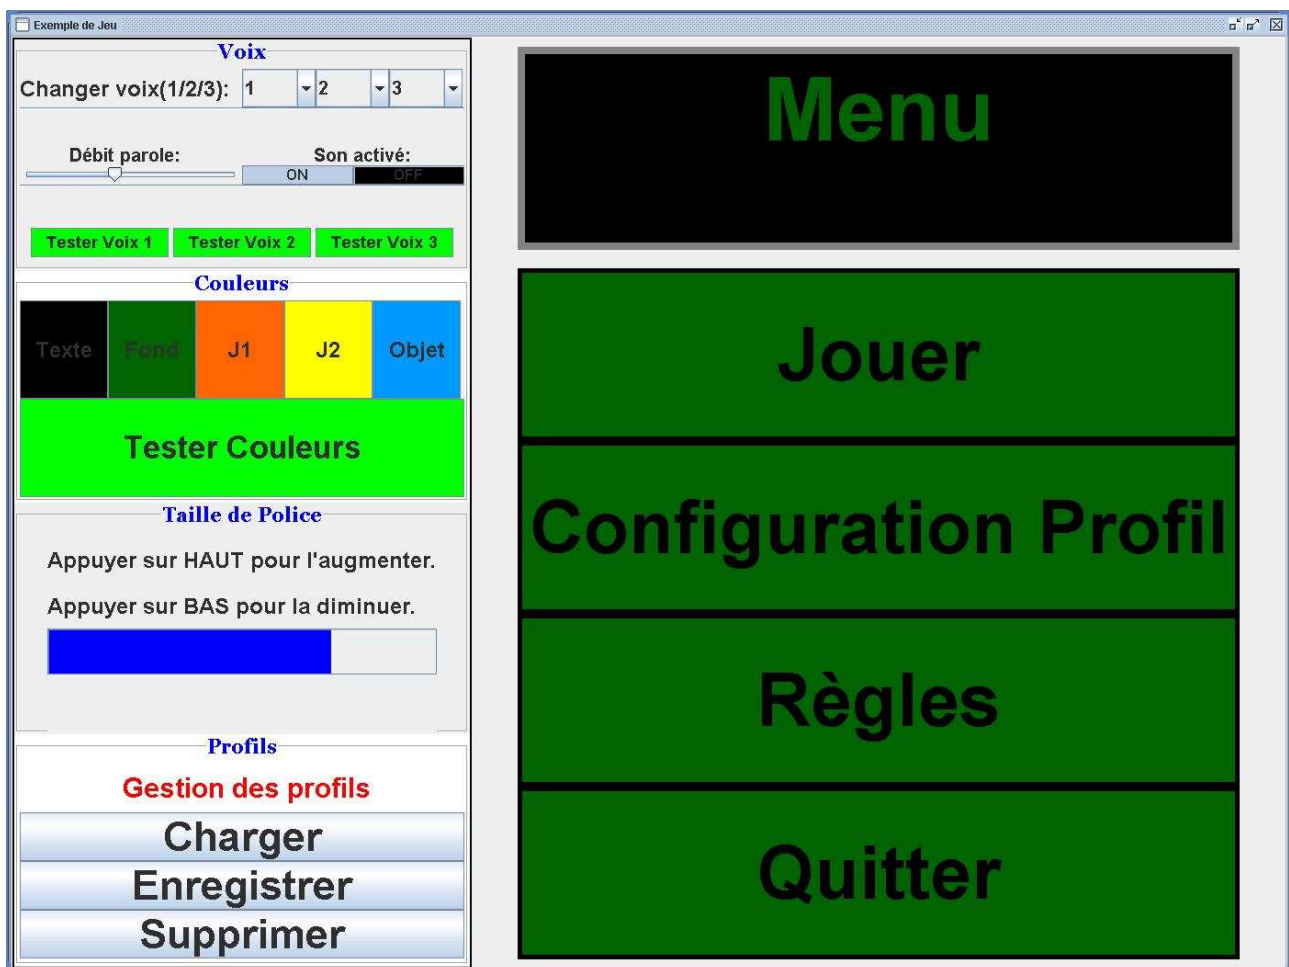 Exemple de Jeu
Voix
Changer voix(1/2/3): 1 2 3
Débit parole: Son activé:
ON OFF
Tester Voix 1 Tester Voix 2 Tester Voix 3
Couleurs
Texte Fond J1 J2 Objet
Tester Couleurs
Taille de Police
Appuyer sur HAUT pour l'augmenter.
Appuyer sur BAS pour la diminuer.
Profils
Gestion des profils
Charger
Enregistrer
Supprimer
Menu
Jouer
Configuration Profil
Règles
Quitter